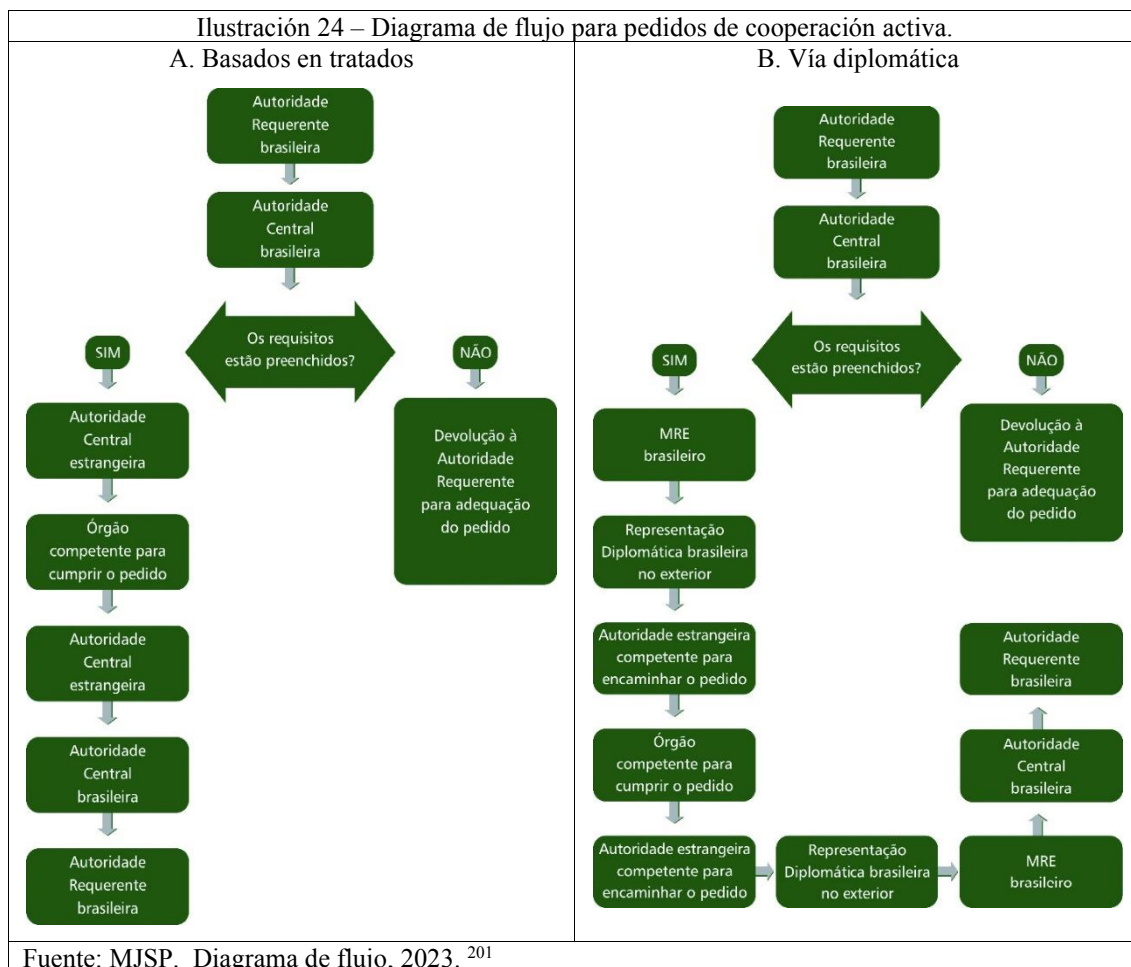 Ilustración 24 – Diagrama de flujo para pedidos de cooperación activa.
A. Basados en tratados
Autoridade
Requerente
brasileira
Autoridade
Central
brasileira
Os requisitos
estão preenchidos?
SIM
NÃO
Autoridade
Central
estrangeira
Devolução à
Autoridade
Requerente
para adequação
do pedido
Órgão
competente para
cumprir o pedido
Autoridade
Central
estrangeira
Autoridade
Central
brasileira
Autoridade
Requerente
brasileira
B. Vía diplomática
Autoridade
Requerente
brasileira
Autoridade
Central
brasileira
Os requisitos
estão preenchidos?
SIM
NÃO
MRE
brasileiro
Devolução à
Autoridade
Requerente
para adequação
do pedido
Representação
Diplomática brasileira
no exterior
Autoridade estrangeira
competente para
encaminhar o pedido
Órgão
competente para
cumprir o pedido
Autoridade estrangeira
competente para
encaminhar o pedido
Representação
Diplomática brasileira
no exterior
MRE
brasileiro
Autoridade
Central
brasileira
Autoridade
Requerente
brasileira
Fuente: MJSP. Diagrama de flujo, 2023. 201